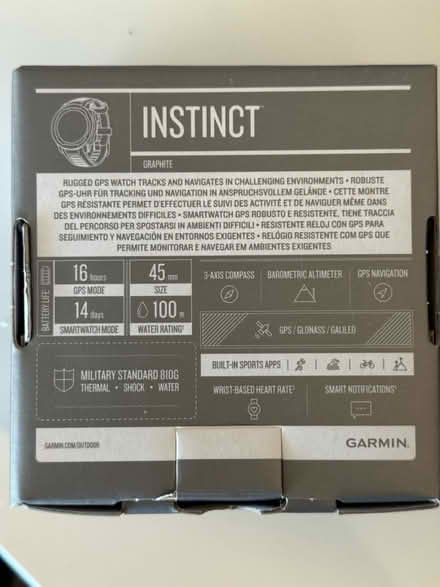 INSTINCT™
GRAPHITE
RUGGED GPS WATCH TRACKS AND NAVIGATES IN CHALLENGING ENVIRONMENTS • ROBUSTE
GPS-UHR FÜR TRACKING UND NAVIGATION IN ANSPRUCHSVOLLEM GELÄNDE • CETTE MONTRE
GPS RÉSISTANTE PERMET D'EFFECTUER LE SUIVI DES ACTIVITÉ ET DE NAVIGUER MÊME DANS
DES ENVIRONNEMENTS DIFFICILES • SMARTWATCH GPS ROBUSTO E RESISTENTE, TIENE TRACCIA
DEL PERCORSO PER SPOSTARSI IN AMBIENTI DIFFICILI • RESISTENTE RELOJ CON GPS PARA
SEGUIMIENTO Y NAVEGACIÓN EN ENTORNOS EXIGENTES • RELÓGIO RESISTENTE COM GPS QUE
PERMITE MONITORAR E NAVEGAR EM AMBIENTES EXIGENTES
BATTERY LIFE
16 hours
GPS MODE
14 days
SMARTWATCH MODE
45 mm
SIZE
100 m
WATER RATING²
3-AXIS COMPASS
BAROMETRIC ALTIMETER
GPS NAVIGATION
GPS / GLONASS / GALILEO
MILITARY STANDARD 810G
THERMAL • SHOCK • WATER
BUILT-IN SPORTS APPS
WRIST-BASED HEART RATE¹
SMART NOTIFICATIONS³
GARMIN.COM/OUTDOOR
GARMIN